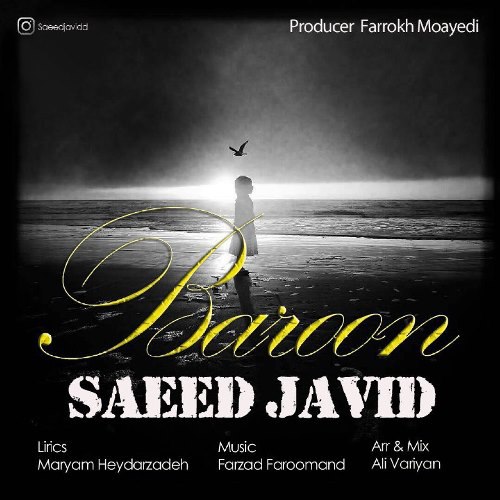 Saeedjavidd
Producer Farrokh Moayedi
Baroon
SAEED JAVID
Lirics
Maryam Heydarzadeh
Music
Farzad Faroomand
Arr & Mix
Ali Variyan